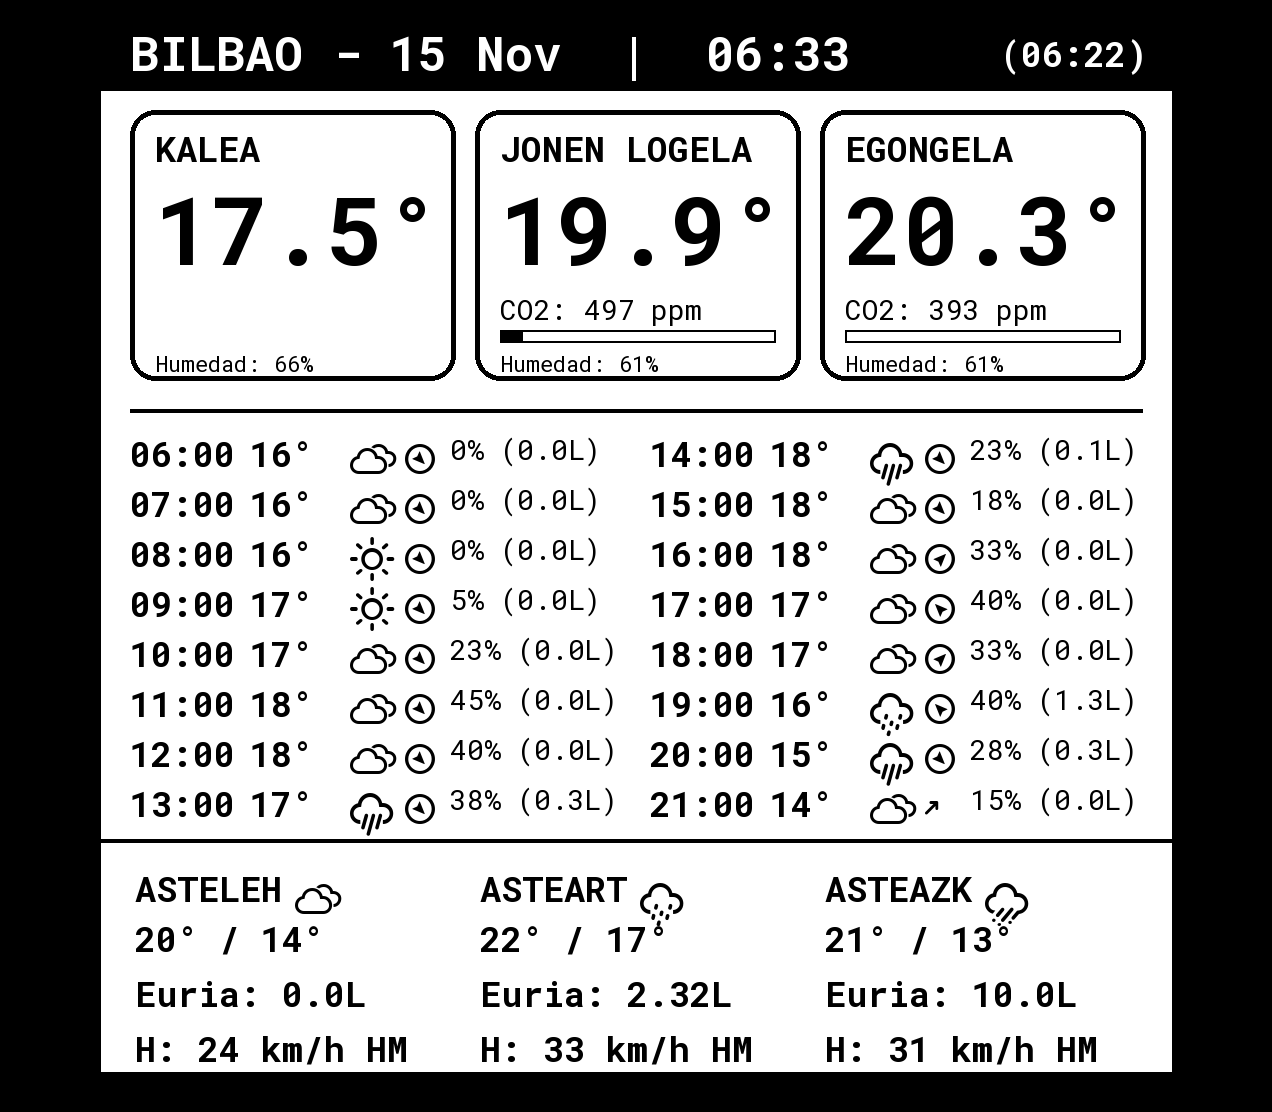 BILBAO - 15 Nov | 06:33 (06:22)
KALEA
17.5°
Humedad: 66%
JONEN LOGELA
19.9°
CO2: 497 ppm
Humedad: 61%
EGONGELA
20.3°
CO2: 393 ppm
Humedad: 61%
06:00 16° 0% (0.0L)
07:00 16° 0% (0.0L)
08:00 16° 0% (0.0L)
09:00 17° 5% (0.0L)
10:00 17° 23% (0.0L)
11:00 18° 45% (0.0L)
12:00 18° 40% (0.0L)
13:00 17° 38% (0.3L)
14:00 18° 23% (0.1L)
15:00 18° 18% (0.0L)
16:00 18° 33% (0.0L)
17:00 17° 40% (0.0L)
18:00 17° 33% (0.0L)
19:00 16° 40% (1.3L)
20:00 15° 28% (0.3L)
21:00 14° 15% (0.0L)
ASTELEH
20° / 14°
Euria: 0.0L
H: 24 km/h HM
ASTEART
22° / 17°
Euria: 2.32L
H: 33 km/h HM
ASTEAZK
21° / 13°
Euria: 10.0L
H: 31 km/h HM